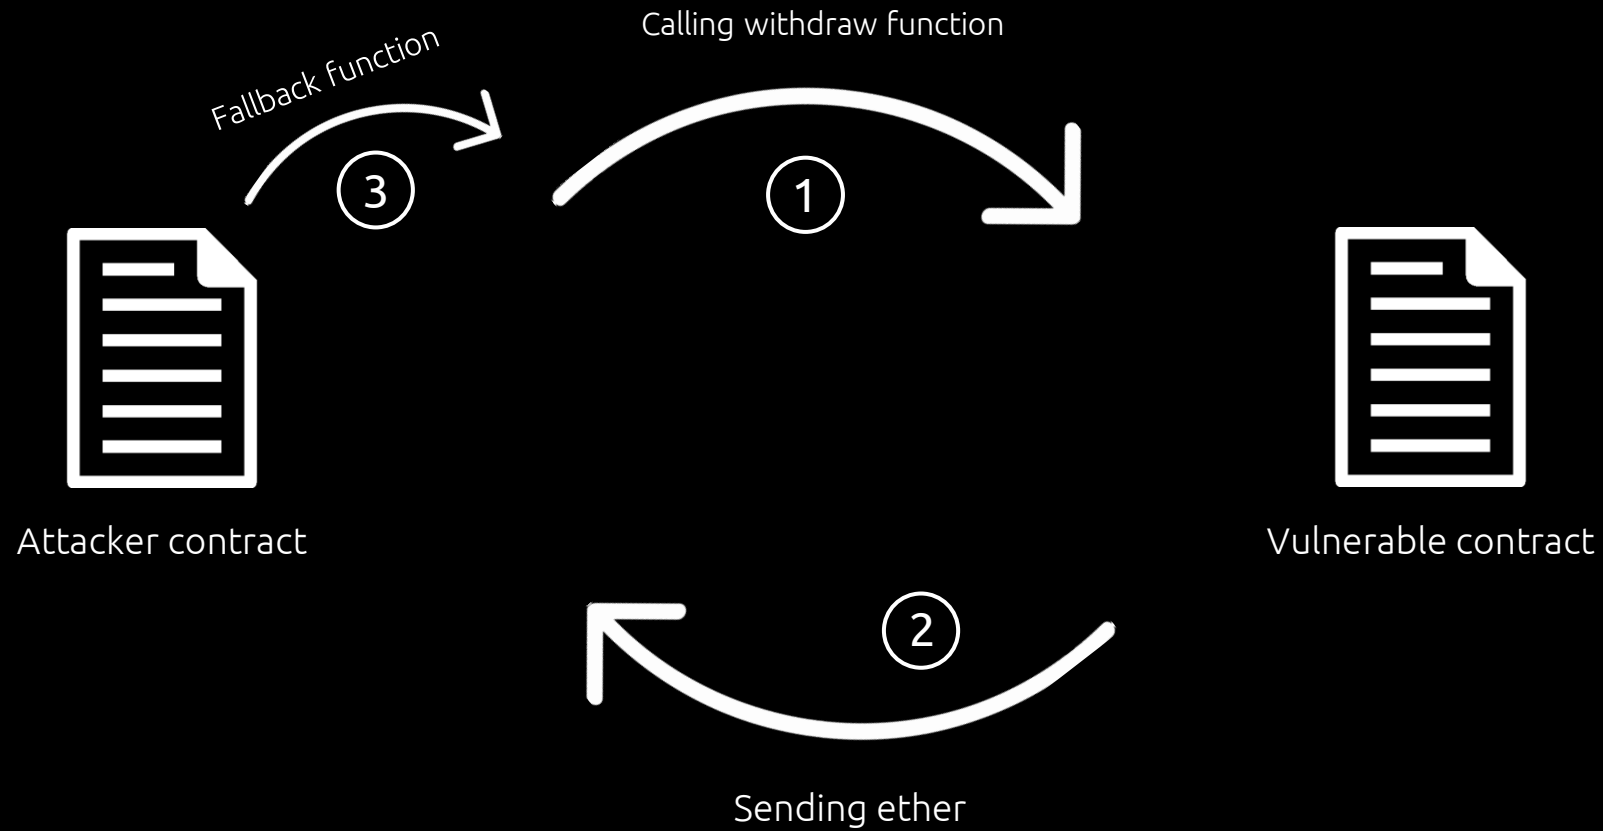 Calling withdraw function
Fallback function
3
1
Attacker contract
Vulnerable contract
2
Sending ether